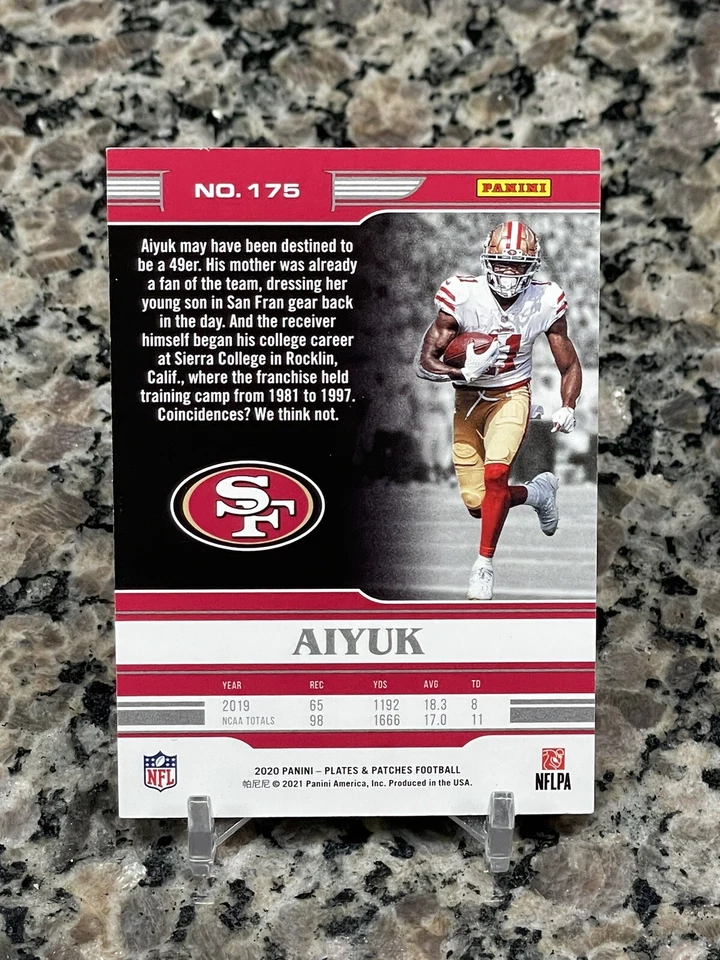 NO. 175
PANINI
Aiyuk may have been destined to
be a 49er. His mother was already
a fan of the team, dressing her
young son in San Fran gear back
in the day. And the receiver
himself began his college career
at Sierra College in Rocklin,
Calif., where the franchise held
training camp from 1981 to 1997.
Coincidences? We think not.
11
SF
AIYUK
YEAR REC YDS AVG TD
2019 65 1192 18.3 8
NCAA TOTALS 98 1666 17.0 11
NFL
2020 PANINI – PLATES & PATCHES FOOTBALL
帕尼尼 © 2021 Panini America, Inc. Produced in the USA.
NFLPA